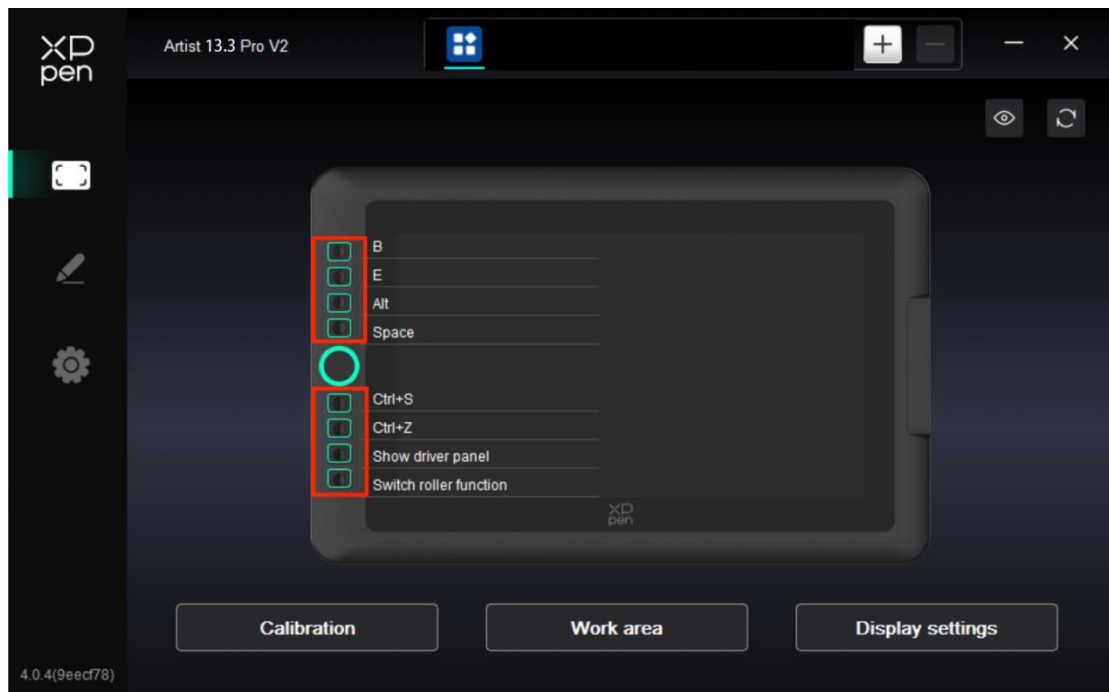 XP
pen
Artist 13.3 Pro V2
B
E
Alt
Space
Ctrl+S
Ctrl+Z
Show driver panel
Switch roller function
XP
pen
Calibration
Work area
Display settings
4.0.4(9eecf78)